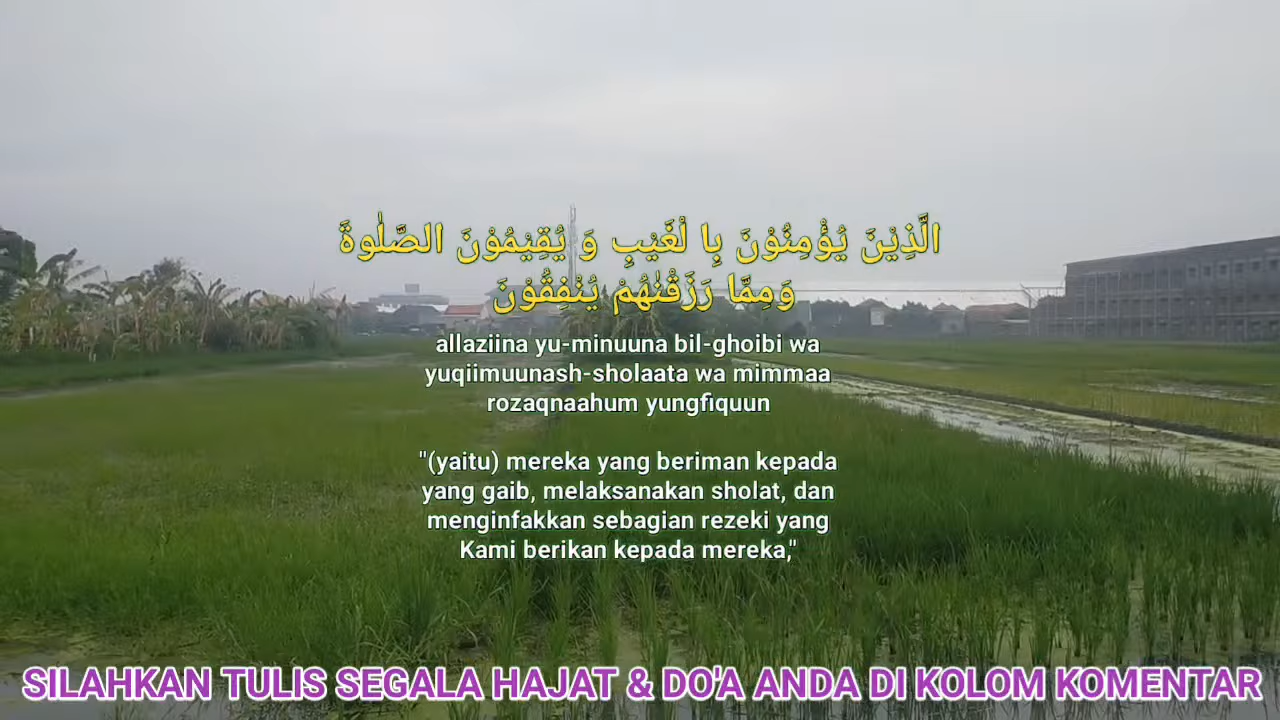 الَّذِيْنَ يُؤْمِنُوْنَ بِا لْغَيْبِ وَ يُقِيْمُوْنَ الصَّلٰوةَ
وَمِمَّا رَزَقْنٰهُمْ يُنْفِقُوْنَ
allaziina yu-minuuna bil-ghoibi wa
yuqiimuunash-sholaata wa mimmaa
rozaqnaahum yungfiquun
"(yaitu) mereka yang beriman kepada
yang gaib, melaksanakan sholat, dan
menginfakkan sebagian rezeki yang
Kami berikan kepada mereka,"
SILAHKAN TULIS SEGALA HAJAT & DO'A ANDA DI KOLOM KOMENTAR